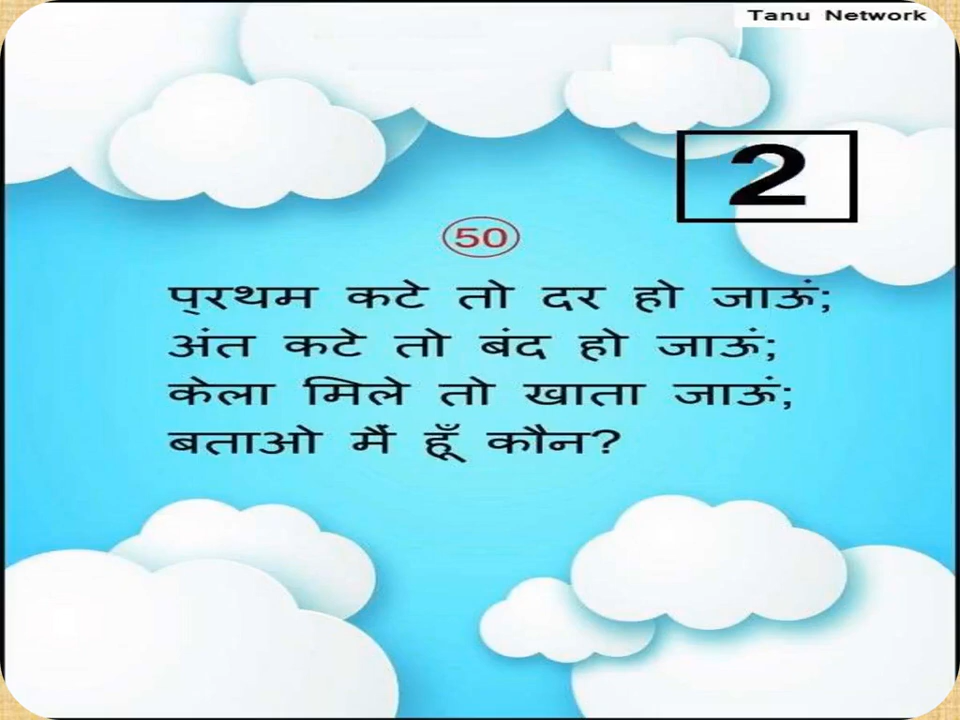 Tanu Network
2
50
प्रथम कटे तो दर हो जाऊं;
अंत कटे तो बंद हो जाऊं;
केला मिले तो खाता जाऊं;
बताओ मैं हूँ कौन?